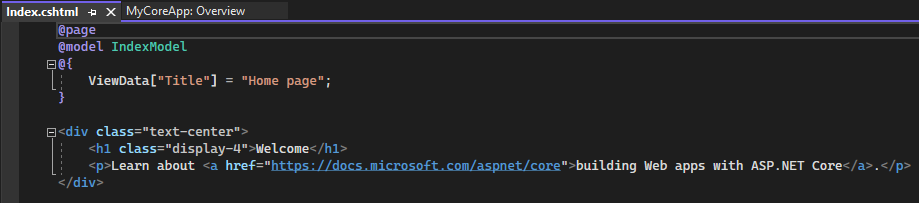 Index.cshtml MyCoreApp: Overview
@page
@model IndexModel
@{
    ViewData["Title"] = "Home page";
}
<div class="text-center">
    <h1 class="display-4">Welcome</h1>
    <p>Learn about <a href="https://docs.microsoft.com/aspnet/core">building Web apps with ASP.NET Core</a>.</p>
</div>